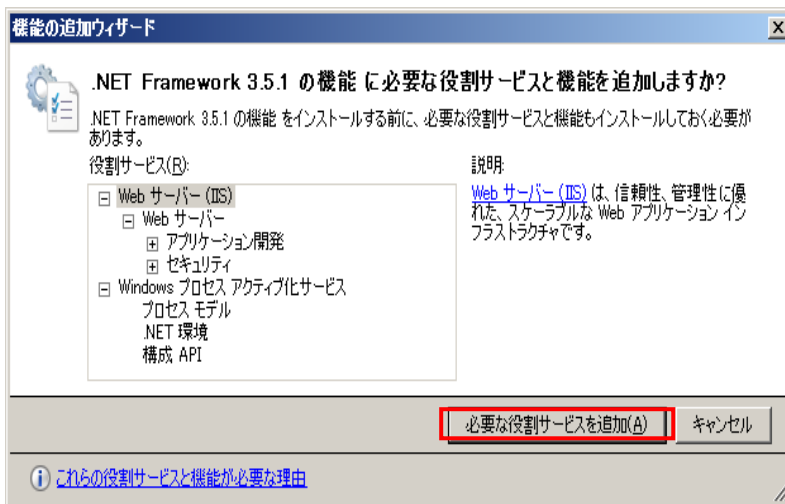 機能の追加ウィザード
.NET Framework 3.5.1 の機能 に必要な役割サービスと機能を追加しますか?
.NET Framework 3.5.1 の機能 をインストールする前に、必要な役割サービスと機能もインストールしておく必要が
あります。
役割サービス(R):
Web サーバー (IIS)
Web サーバー
アプリケーション開発
セキュリティ
Windows プロセス アクティブ化サービス
プロセス モデル
.NET 環境
構成 API
説明:
Web サーバー (IIS) は、信頼性、管理性に優
れた、スケーラブルな Web アプリケーション イン
フラストラクチャです。
必要な役割サービスを追加(A)
キャンセル
これらの役割サービスと機能が必要な理由